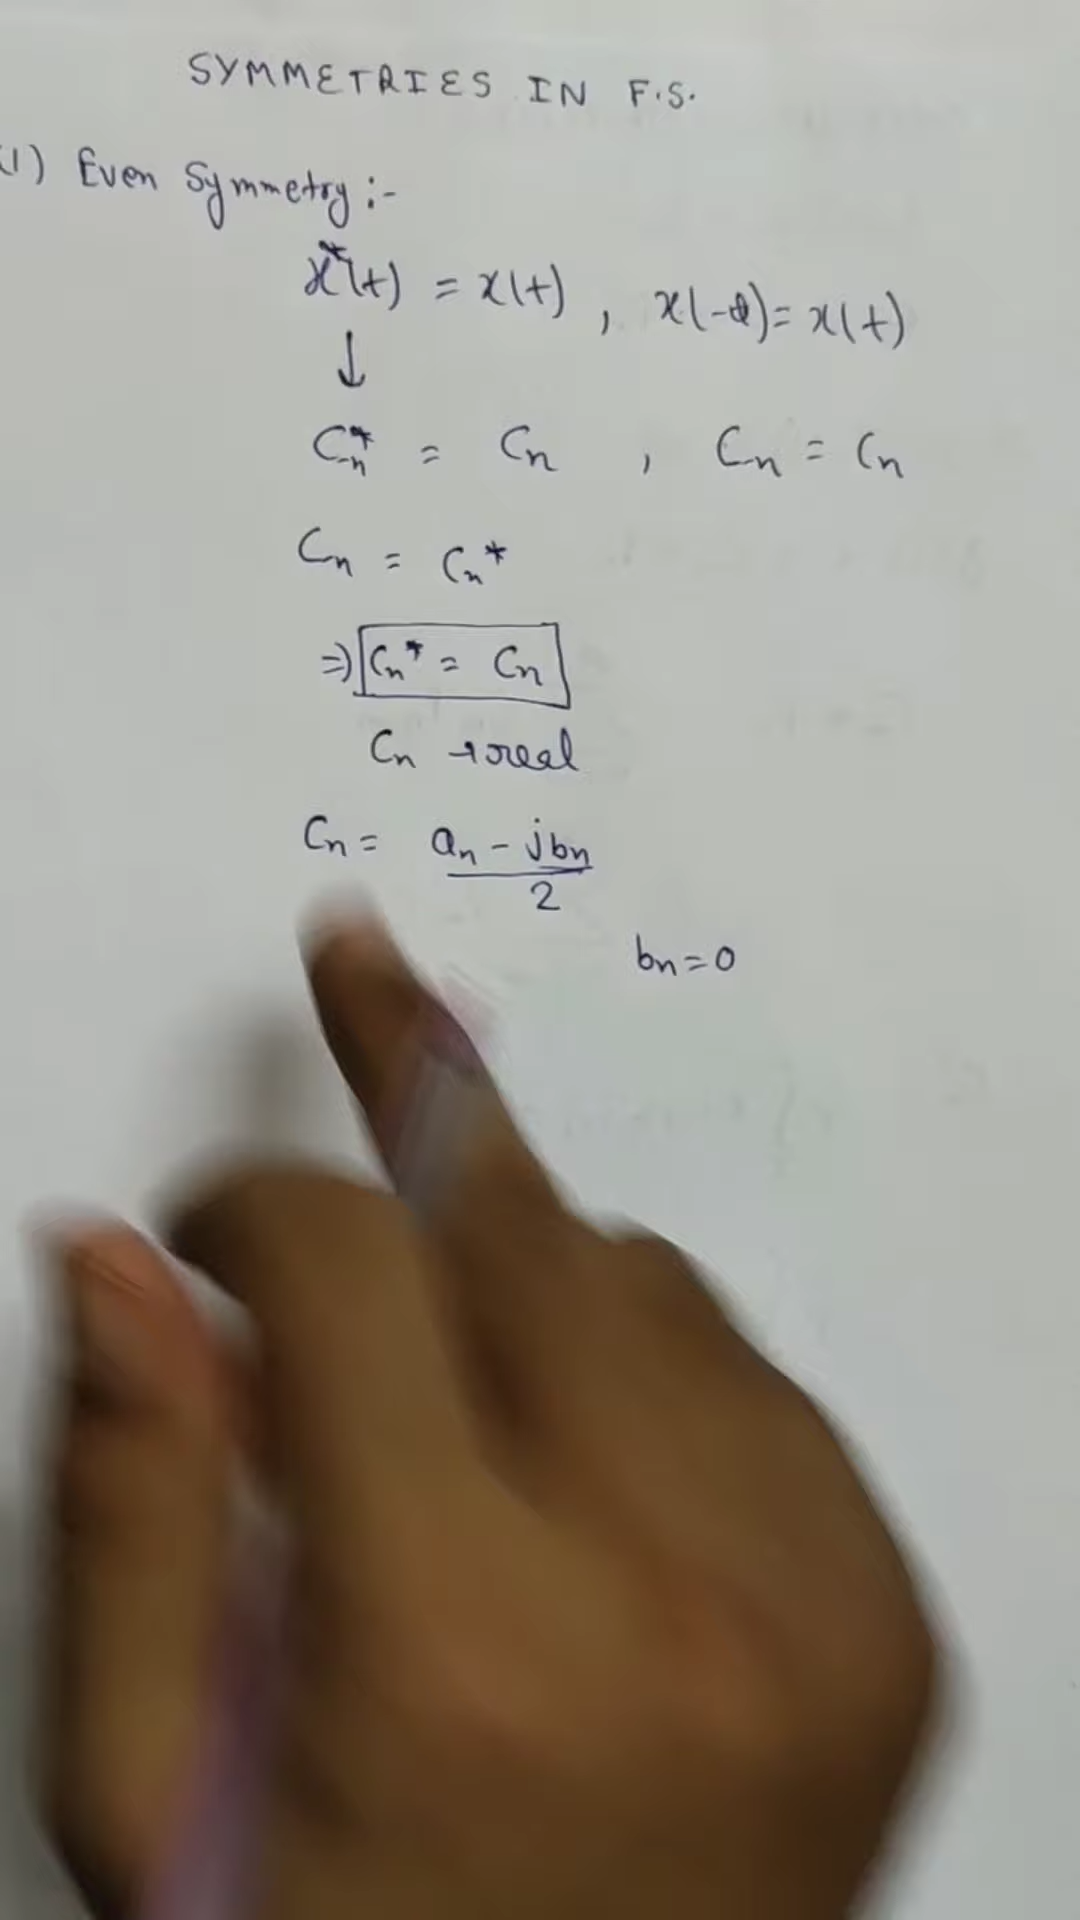 SYMMETRIES IN F.S.
(1) Even Symmetry :-
x*(t) = x(t) , x(-t) = x(t)
↓
C₋n* = Cn , C₋n = Cn
Cn = Cn*
⇒ Cn* = Cn
Cn → real
Cn = (an - jbn)/2
bn = 0